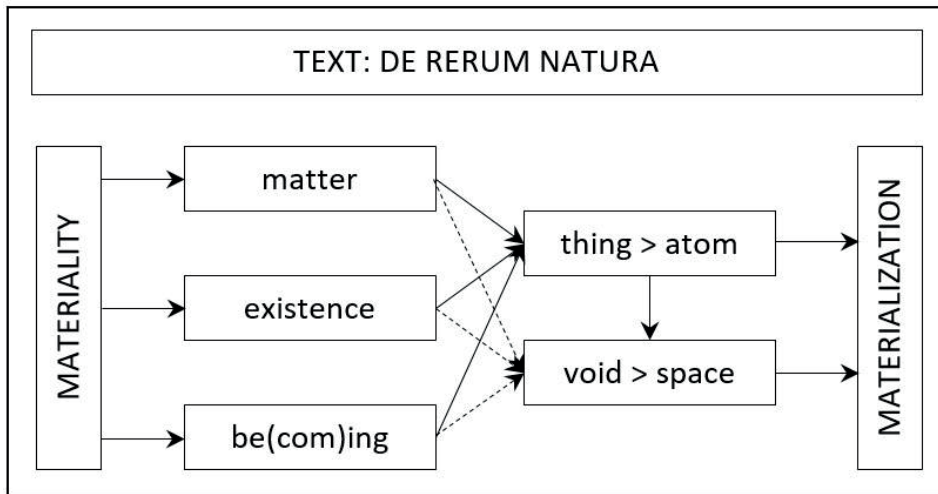 TEXT: DE RERUM NATURA
MATERIALITY
matter
existence
be(com)ing
thing > atom
void > space
MATERIALIZATION